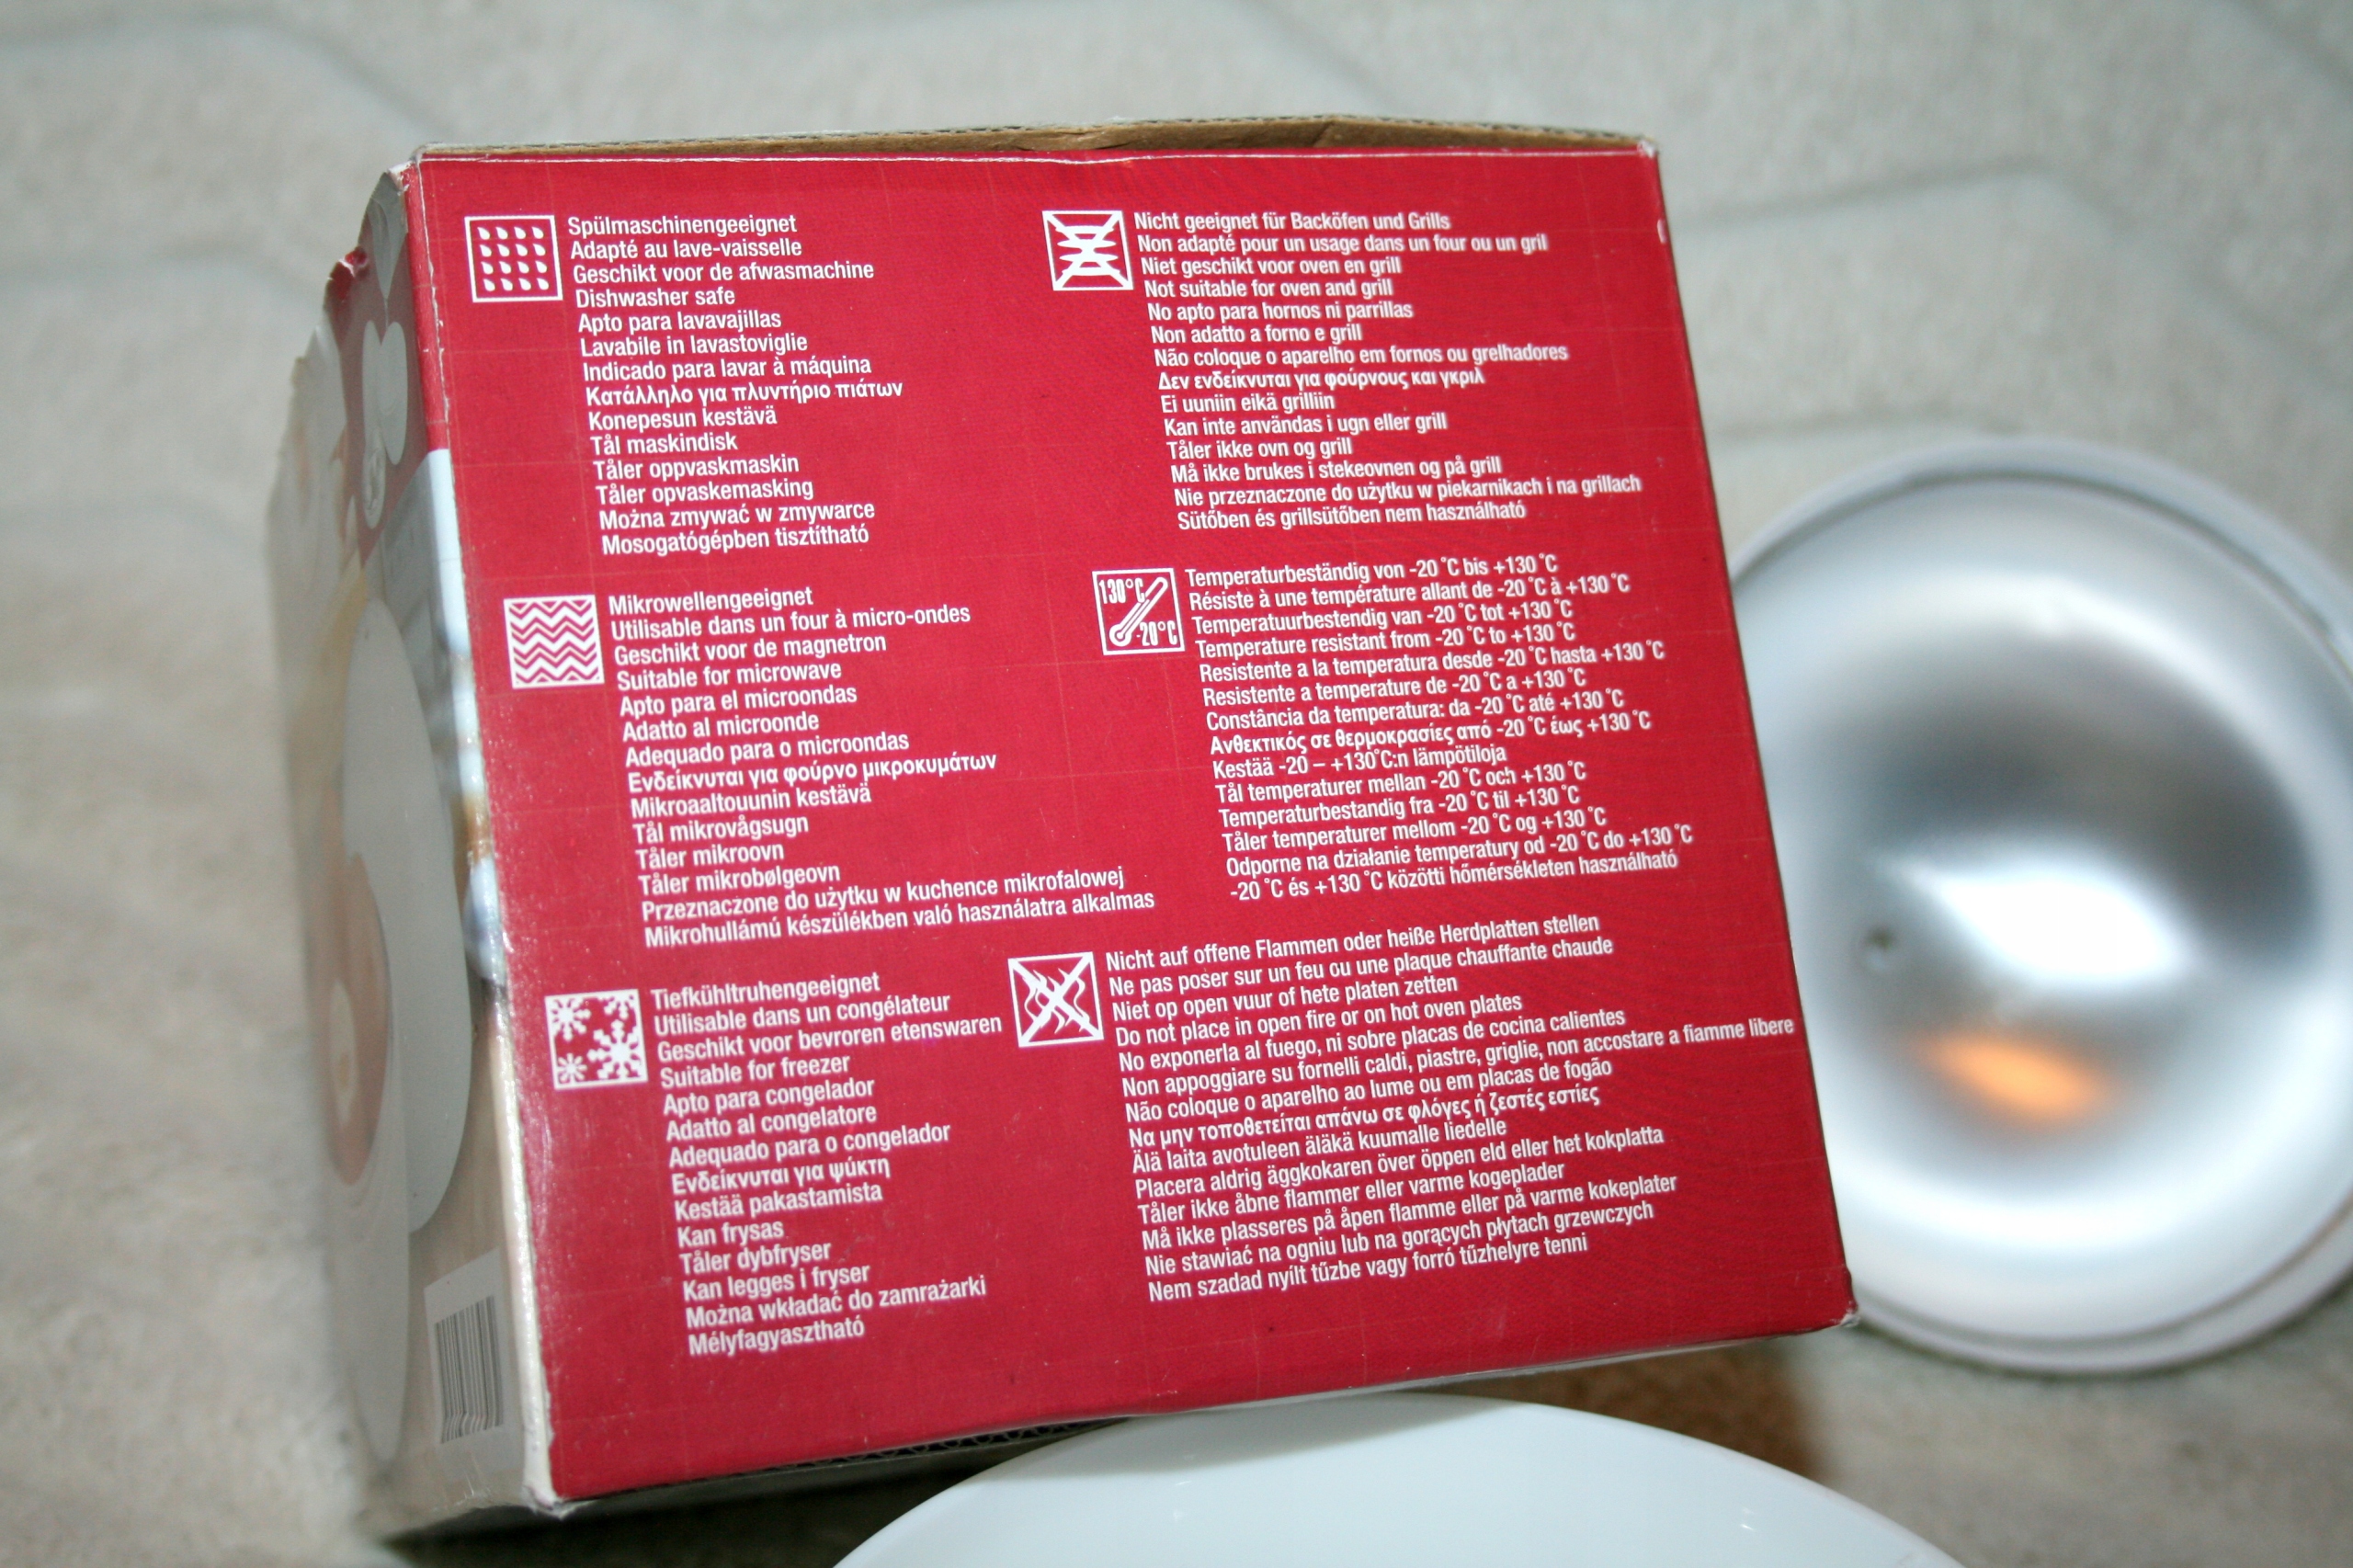 Spülmaschinengeeignet
Adapté au lave-vaisselle
Geschikt voor de afwasmachine
Dishwasher safe
Apto para lavavajillas
Lavabile in lavastoviglie
Indicado para lavar à máquina
Κατάλληλο για πλυντήριο πιάτων
Konepesun kestävä
Tål maskindisk
Tåler oppvaskmaskin
Tåler opvaskemasking
Można zmywać w zmywarce
Mosogatógépben tisztítható
Mikrowellengeeignet
Utilisable dans un four à micro-ondes
Geschikt voor de magnetron
Suitable for microwave
Apto para el microondas
Adatto al microonde
Adequado para o microondas
Ενδείκνυται για φούρνο μικροκυμάτων
Mikroaaltouunin kestävä
Tål mikrovågsugn
Tåler mikroovn
Tåler mikrobølgeovn
Przeznaczone do użytku w kuchence mikrofalowej
Mikrohullámú készülékben való használatra alkalmas
Tiefkühltruhengeeignet
Utilisable dans un congélateur
Geschikt voor bevroren etenswaren
Suitable for freezer
Apto para congelador
Adatto al congelatore
Adequado para o congelador
Ενδείκνυται για ψύκτη
Kestää pakastamista
Kan frysas
Tåler dybfryser
Kan legges i fryser
Można wkładać do zamrażarki
Mélyfagyasztható
Nicht geeignet für Backöfen und Grills
Non adapté pour un usage dans un four ou un gril
Niet geschikt voor oven en grill
Not suitable for oven and grill
No apto para hornos ni parrillas
Non adatto a forno e grill
Não coloque o aparelho em fornos ou grelhadores
Δεν ενδείκνυται για φούρνους και γκριλ
Ei uuniin eikä grilliin
Kan inte användas i ugn eller grill
Tåler ikke ovn og grill
Må ikke brukes i stekeovnen og på grill
Nie przeznaczone do użytku w piekarnikach i na grillach
Sütőben és grillsütőben nem használható
130°C
-20°C
Temperaturbeständig von -20 °C bis +130 °C
Résiste à une température allant de -20 °C à +130 °C
Temperatuurbestendig van -20 °C tot +130 °C
Temperature resistant from -20 °C to +130 °C
Resistente a la temperatura desde -20 °C hasta +130 °C
Resistente a temperature de -20 °C a +130 °C
Constância da temperatura: da -20 °C até +130 °C
Ανθεκτικός σε θερμοκρασίες από -20 °C έως +130 °C
Kestää -20 – +130°C:n lämpötiloja
Tål temperaturer mellan -20 °C och +130 °C
Temperaturbestandig fra -20 °C til +130 °C
Tåler temperaturer mellom -20 °C og +130 °C
Odporne na działanie temperatury od -20 °C do +130 °C
-20 °C és +130 °C közötti hőmérsékleten használható
Nicht auf offene Flammen oder heiße Herdplatten stellen
Ne pas poser sur un feu ou une plaque chauffante chaude
Niet op open vuur of hete platen zetten
Do not place in open fire or on hot oven plates
No exponerla al fuego, ni sobre placas de cocina calientes
Non appoggiare su fornelli caldi, piastre, griglie, non accostare a fiamme libere
Não coloque o aparelho ao lume ou em placas de fogão
Να μην τοποθετείται απάνω σε φλόγες ή ζεστές εστίες
Älä laita avotuleen äläkä kuumalle liedelle
Placera aldrig äggkokaren över öppen eld eller het kokplatta
Tåler ikke åbne flammer eller varme kogeplader
Må ikke plasseres på åpen flamme eller på varme kokeplater
Nie stawiać na ogniu lub na gorących płytach grzewczych
Nem szadad nyílt tűzbe vagy forró tűzhelyre tenni